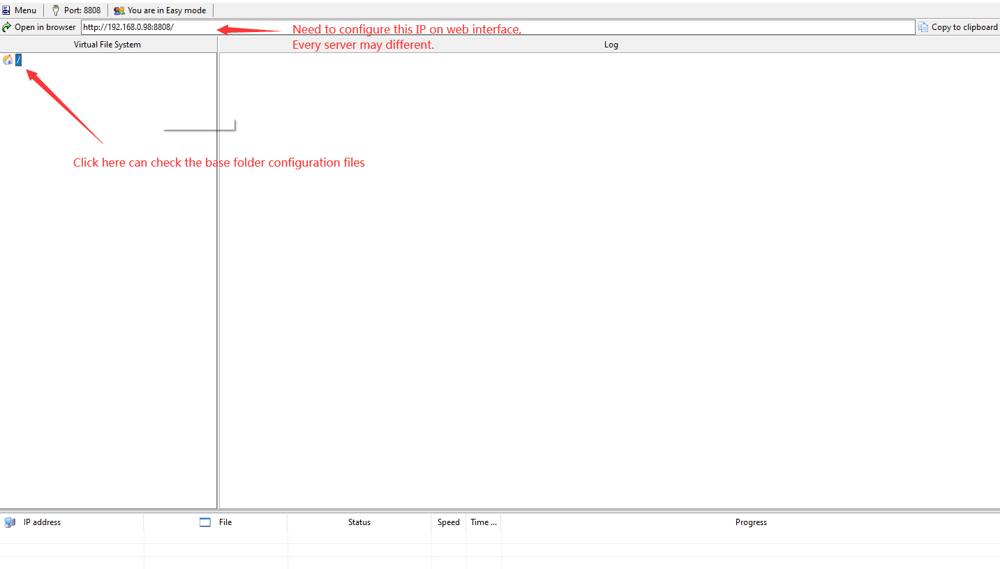 Menu
Port: 8808
You are in Easy mode
Open in browser
http://192.168.0.98:8808/
Copy to clipboard
Need to configure this IP on web interface,
Every server may different.
Virtual File System
Log
/
Click here can check the base folder configuration files
IP address
File
Status
Speed
Time ...
Progress